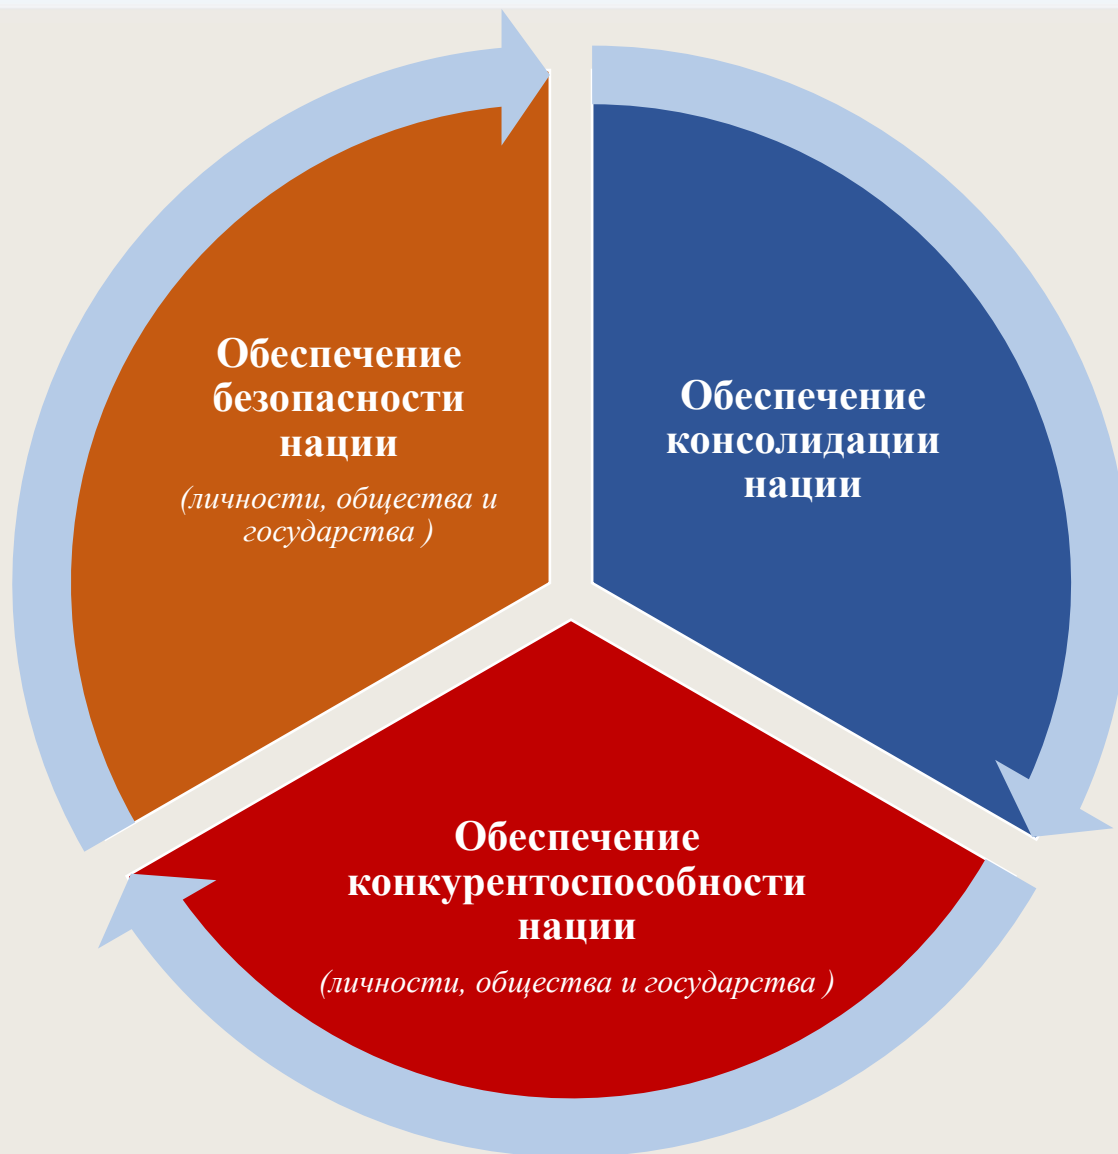 Обеспечение
безопасности
нации
(личности, общества и
государства )
Обеспечение
консолидации
нации
Обеспечение
конкурентоспособности
нации
(личности, общества и государства )